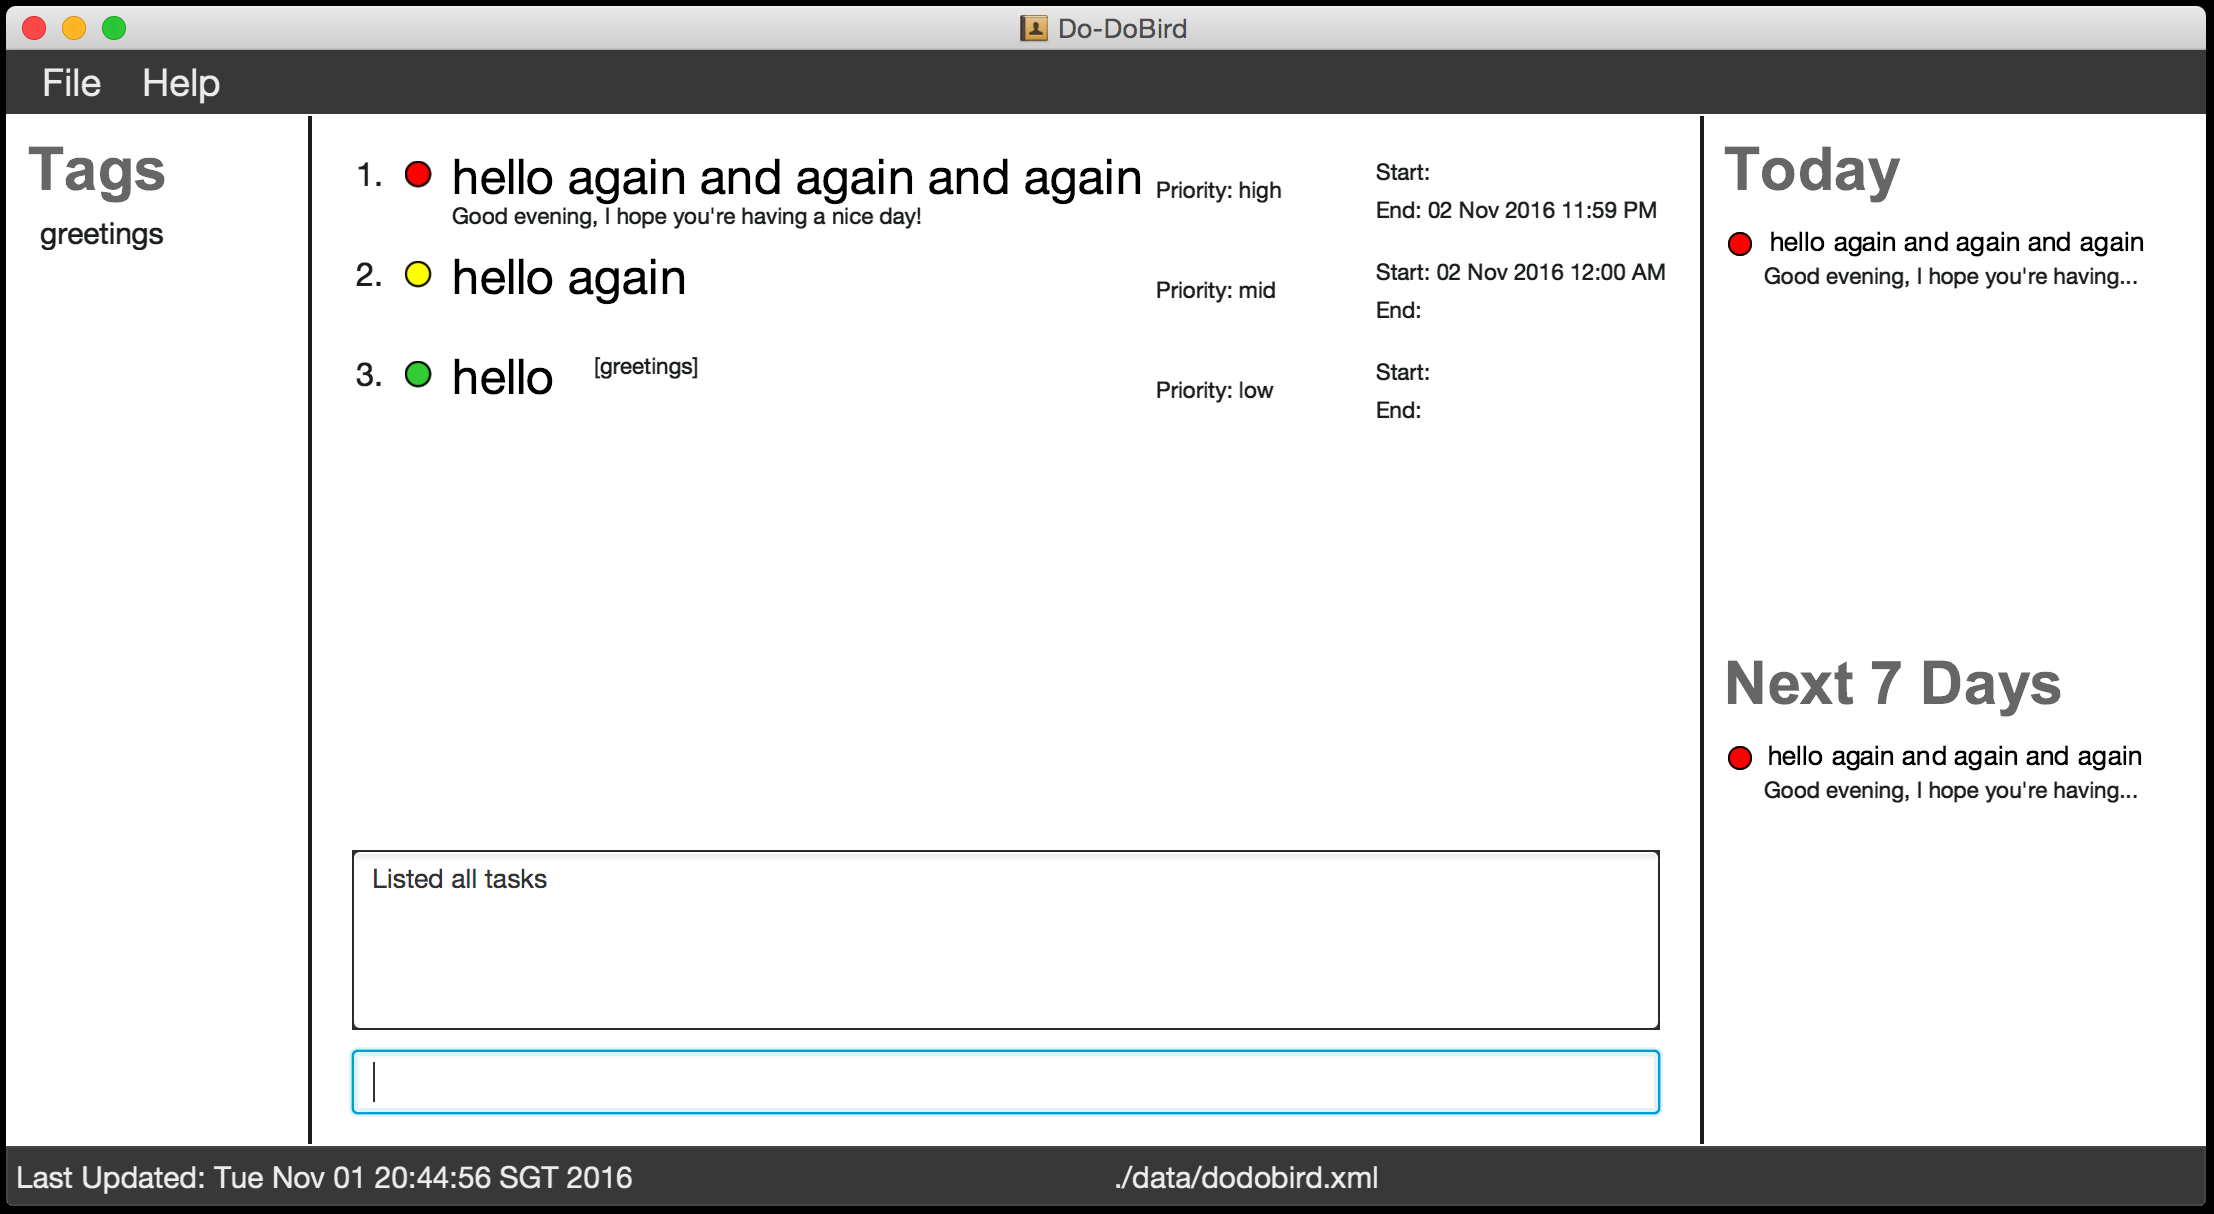 Do-DoBird
File Help
Tags
greetings
1. hello again and again and again Priority: high Start:
Good evening, I hope you're having a nice day! End: 02 Nov 2016 11:59 PM
2. hello again Priority: mid Start: 02 Nov 2016 12:00 AM
End:
3. hello [greetings] Priority: low Start:
End:
Listed all tasks
Today
hello again and again and again
Good evening, I hope you're having...
Next 7 Days
hello again and again and again
Good evening, I hope you're having...
Last Updated: Tue Nov 01 20:44:56 SGT 2016 ./data/dodobird.xml